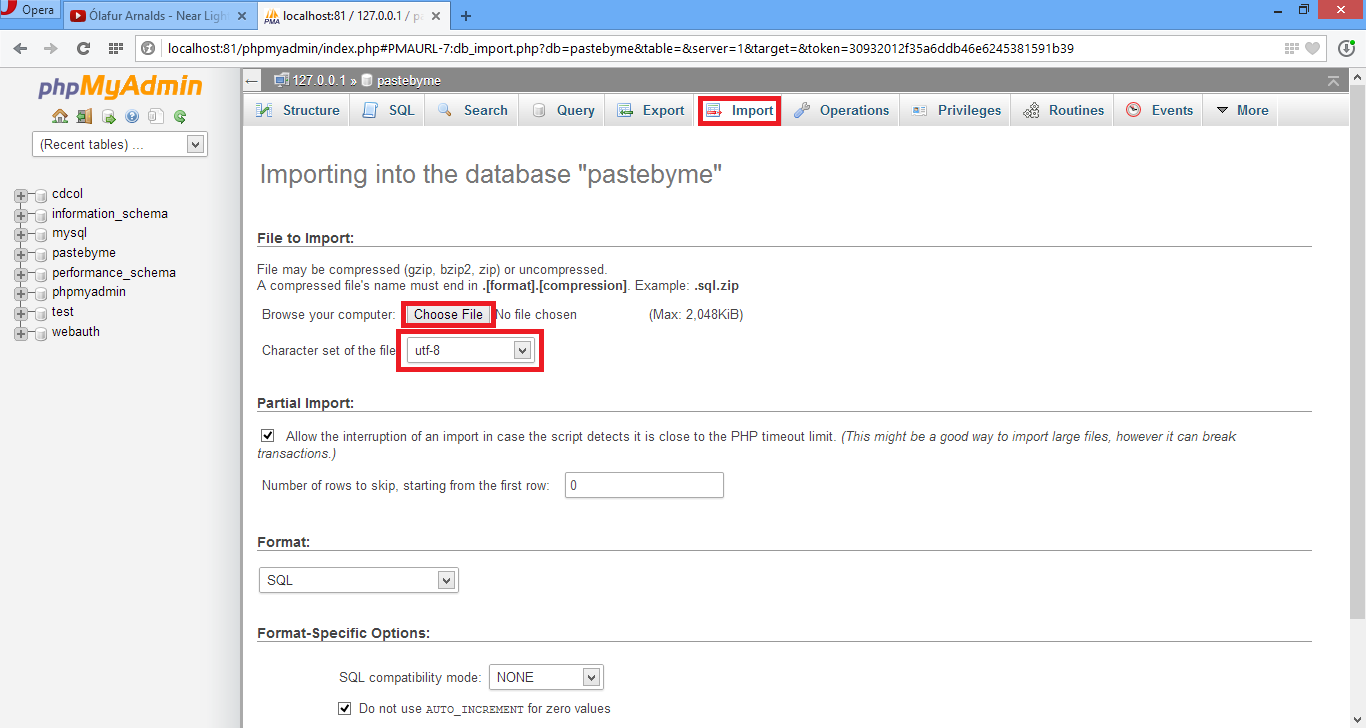 Opera
Ólafur Arnalds - Near Light
localhost:81 / 127.0.0.1 / pa
localhost:81/phpmyadmin/index.php#PMAURL-7:db_import.php?db=pastebyme&table=&server=1&target=&token=30932012f35a6ddb46e6245381591b39
phpMyAdmin
(Recent tables) ...
cdcol
information_schema
mysql
pastebyme
performance_schema
phpmyadmin
test
webauth
127.0.0.1 » pastebyme
Structure SQL Search Query Export Import Operations Privileges Routines Events More
Importing into the database "pastebyme"
File to Import:
File may be compressed (gzip, bzip2, zip) or uncompressed.
A compressed file's name must end in .[format].[compression]. Example: .sql.zip
Browse your computer: Choose File No file chosen (Max: 2,048KiB)
Character set of the file utf-8
Partial Import:
Allow the interruption of an import in case the script detects it is close to the PHP timeout limit. (This might be a good way to import large files, however it can break
transactions.)
Number of rows to skip, starting from the first row: 0
Format:
SQL
Format-Specific Options:
SQL compatibility mode: NONE
Do not use AUTO_INCREMENT for zero values